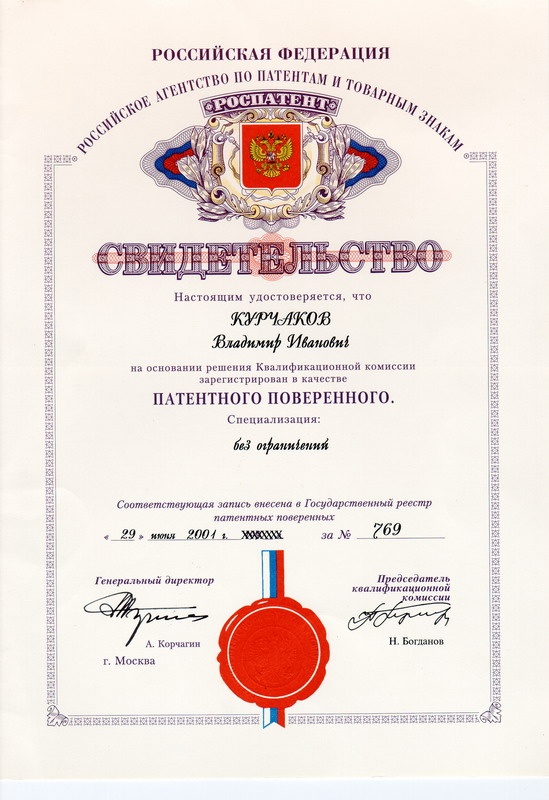 РОССИЙСКАЯ ФЕДЕРАЦИЯ
РОССИЙСКОЕ АГЕНТСТВО ПО ПАТЕНТАМ И ТОВАРНЫМ ЗНАКАМ
РОСПАТЕНТ
СВИДЕТЕЛЬСТВО
Настоящим удостоверяется, что
КУРЧАКОВ
Владимир Иванович
на основании решения Квалификационной комиссии
зарегистрирован в качестве
ПАТЕНТНОГО ПОВЕРЕННОГО.
Специализация:
без ограничений
Соответствующая запись внесена в Государственный реестр
патентных поверенных
« 29 » июня 2001 г. за № 769
Генеральный директор
А. Корчагин
г. Москва
Председатель
квалификационной
комиссии
Н. Богданов